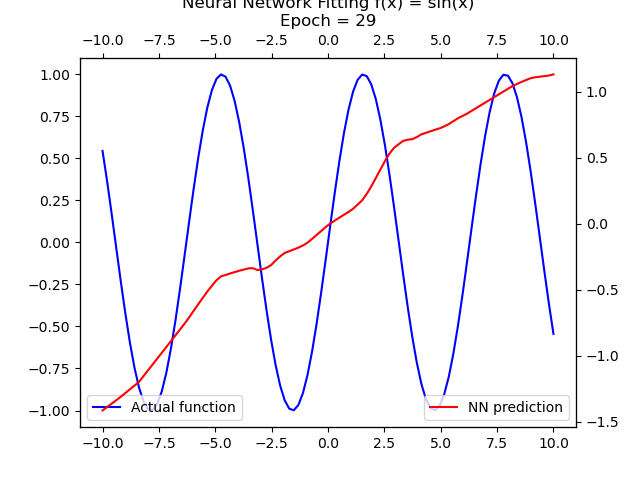 Neural Network Fitting f(x) = sin(x)
Epoch = 29
−10.0 −7.5 −5.0 −2.5 0.0 2.5 5.0 7.5 10.0
1.00
0.75
0.50
0.25
0.00
−0.25
−0.50
−0.75
−1.00
1.0
0.5
0.0
−0.5
−1.0
−1.5
Actual function
NN prediction
−10.0 −7.5 −5.0 −2.5 0.0 2.5 5.0 7.5 10.0